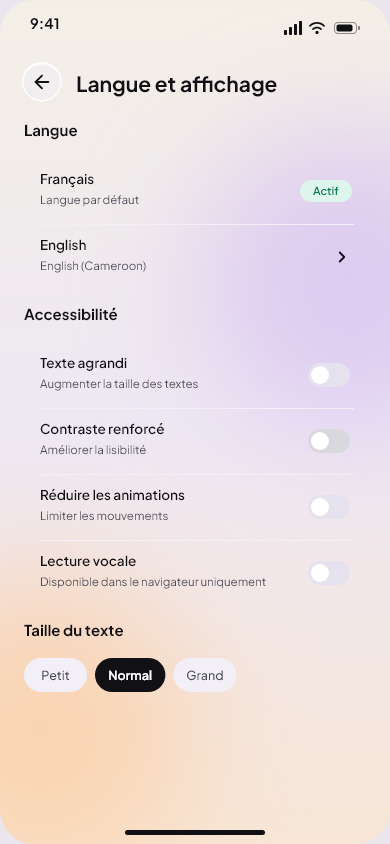 9:41
Langue et affichage
Langue
Français
Langue par défaut
Actif
English
English (Cameroon)
Accessibilité
Texte agrandi
Augmenter la taille des textes
Contraste renforcé
Améliorer la lisibilité
Réduire les animations
Limiter les mouvements
Lecture vocale
Disponible dans le navigateur uniquement
Taille du texte
Petit Normal Grand